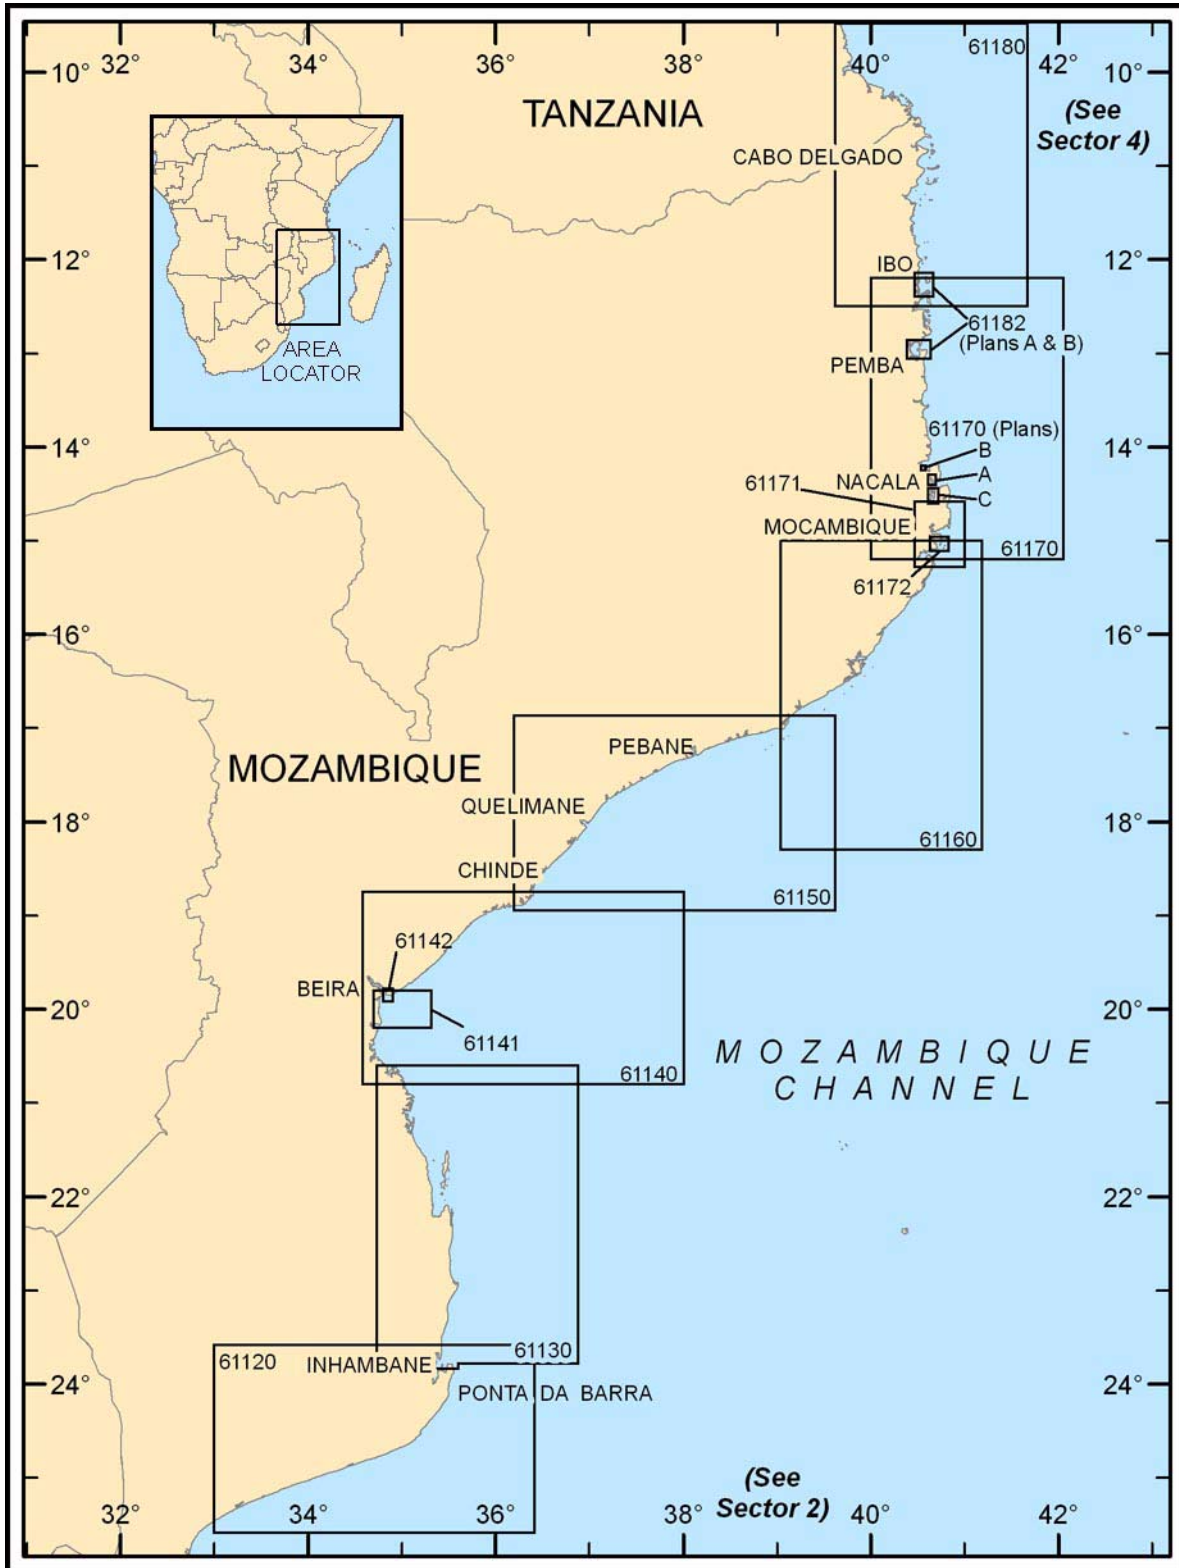 32°
34°
36°
38°
40°
61180
42°
10°
10°
TANZANIA
(See
Sector 4)
CABO DELGADO
12°
IBO
12°
61182
(Plans A & B)
PEMBA
AREA
LOCATOR
14°
61170 (Plans)
14°
B
NACALA
A
61171
C
MOCAMBIQUE
61170
61172
16°
16°
PEBANE
MOZAMBIQUE
QUELIMANE
18°
61160
18°
CHINDE
61150
61142
BEIRA
20°
20°
61141
MOZAMBIQUE
CHANNEL
61140
22°
22°
61130
61120
INHAMBANE
24°
PONTA DA BARRA
24°
(See
Sector 2)
32°
34°
36°
38°
40°
42°